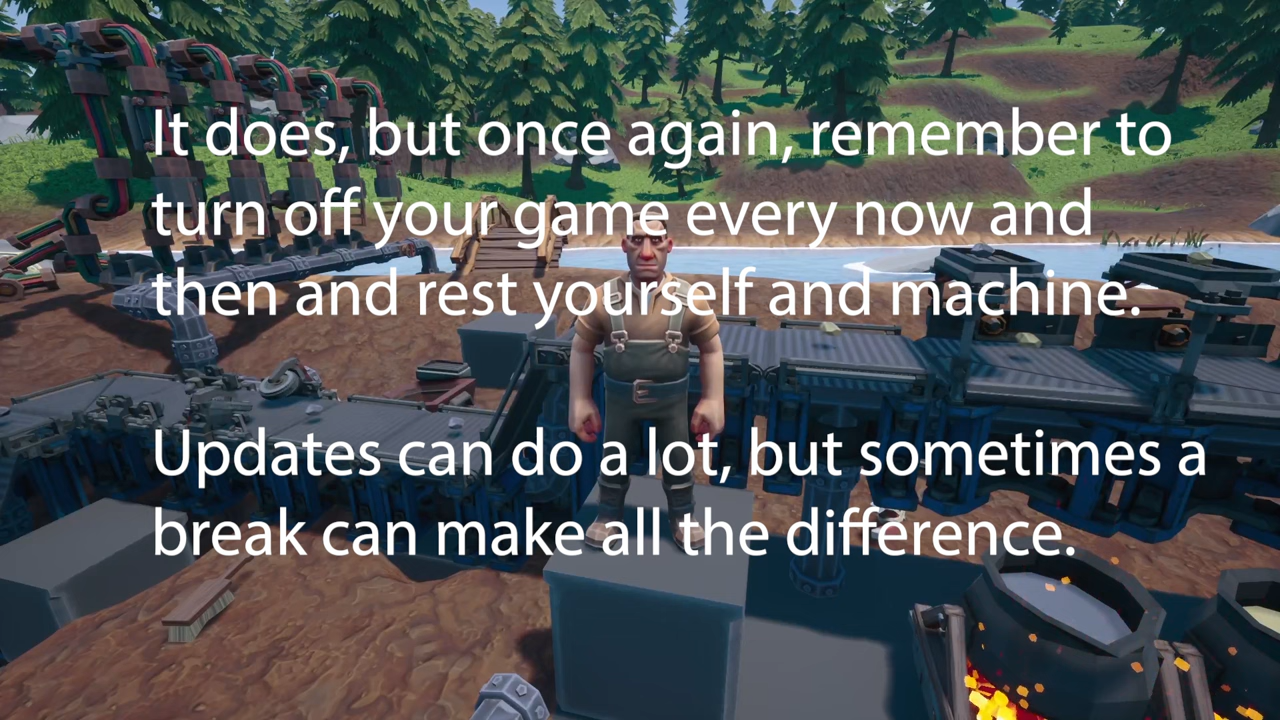 It does, but once again, remember to
turn off your game every now and
then and rest yourself and machine.
Updates can do a lot, but sometimes a
break can make all the difference.